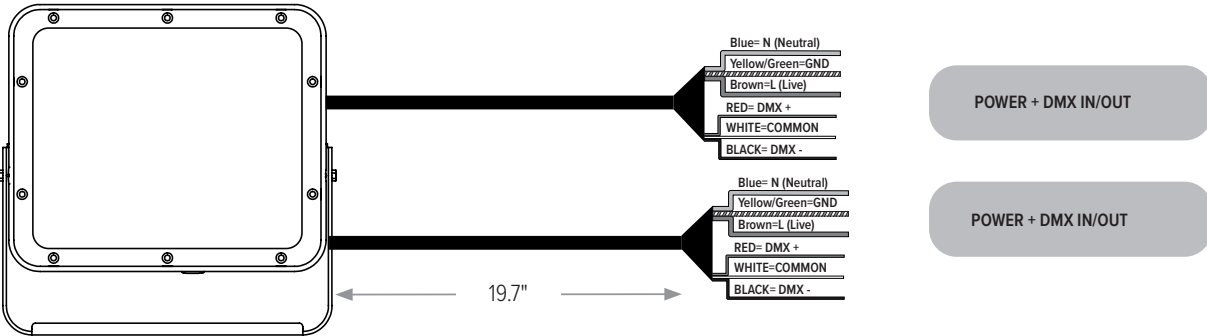 Blue= N (Neutral)
Yellow/Green=GND
Brown=L (Live)
RED= DMX +
WHITE=COMMON
BLACK= DMX -
POWER + DMX IN/OUT
Blue= N (Neutral)
Yellow/Green=GND
Brown=L (Live)
RED= DMX +
WHITE=COMMON
BLACK= DMX -
POWER + DMX IN/OUT
19.7"